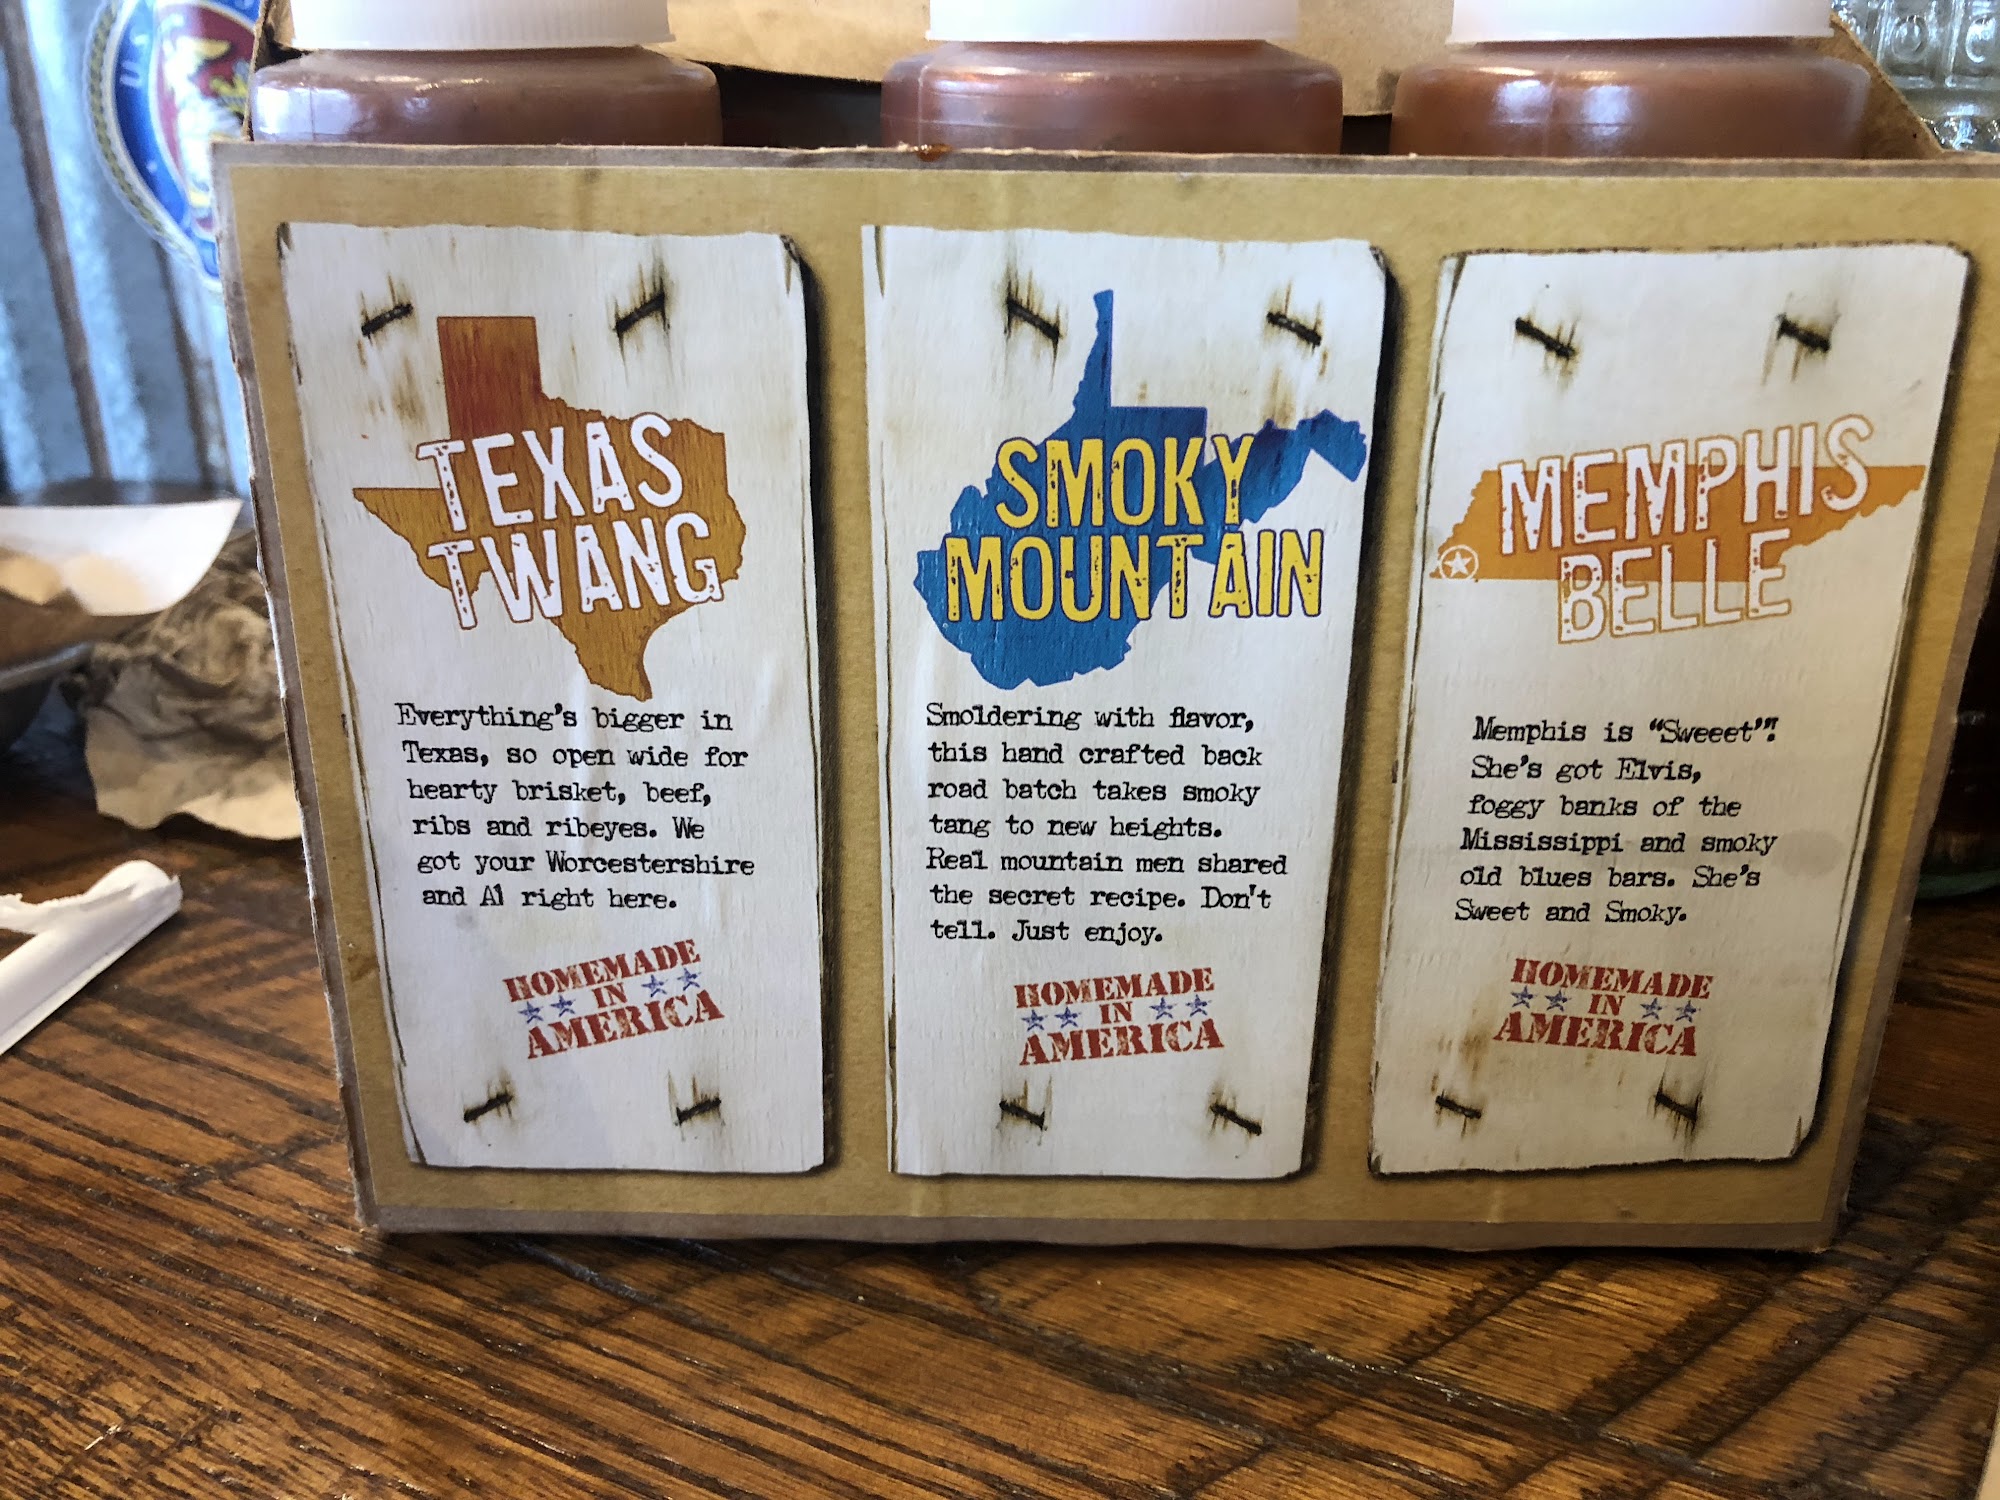 TEXAS
TWANG
Everything's bigger in
Texas, so open wide for
hearty brisket, beef,
ribs and ribeyes. We
got your Worcestershire
and A1 right here.
HOMEMADE
IN
AMERICA
SMOKY
MOUNTAIN
Smoldering with flavor,
this hand crafted back
road batch takes smoky
tang to new heights.
Real mountain men shared
the secret recipe. Don't
tell. Just enjoy.
HOMEMADE
IN
AMERICA
MEMPHIS
BELLE
Memphis is "Sweeet"!
She's got Elvis,
foggy banks of the
Mississippi and smoky
old blues bars. She's
Sweet and Smoky.
HOMEMADE
IN
AMERICA